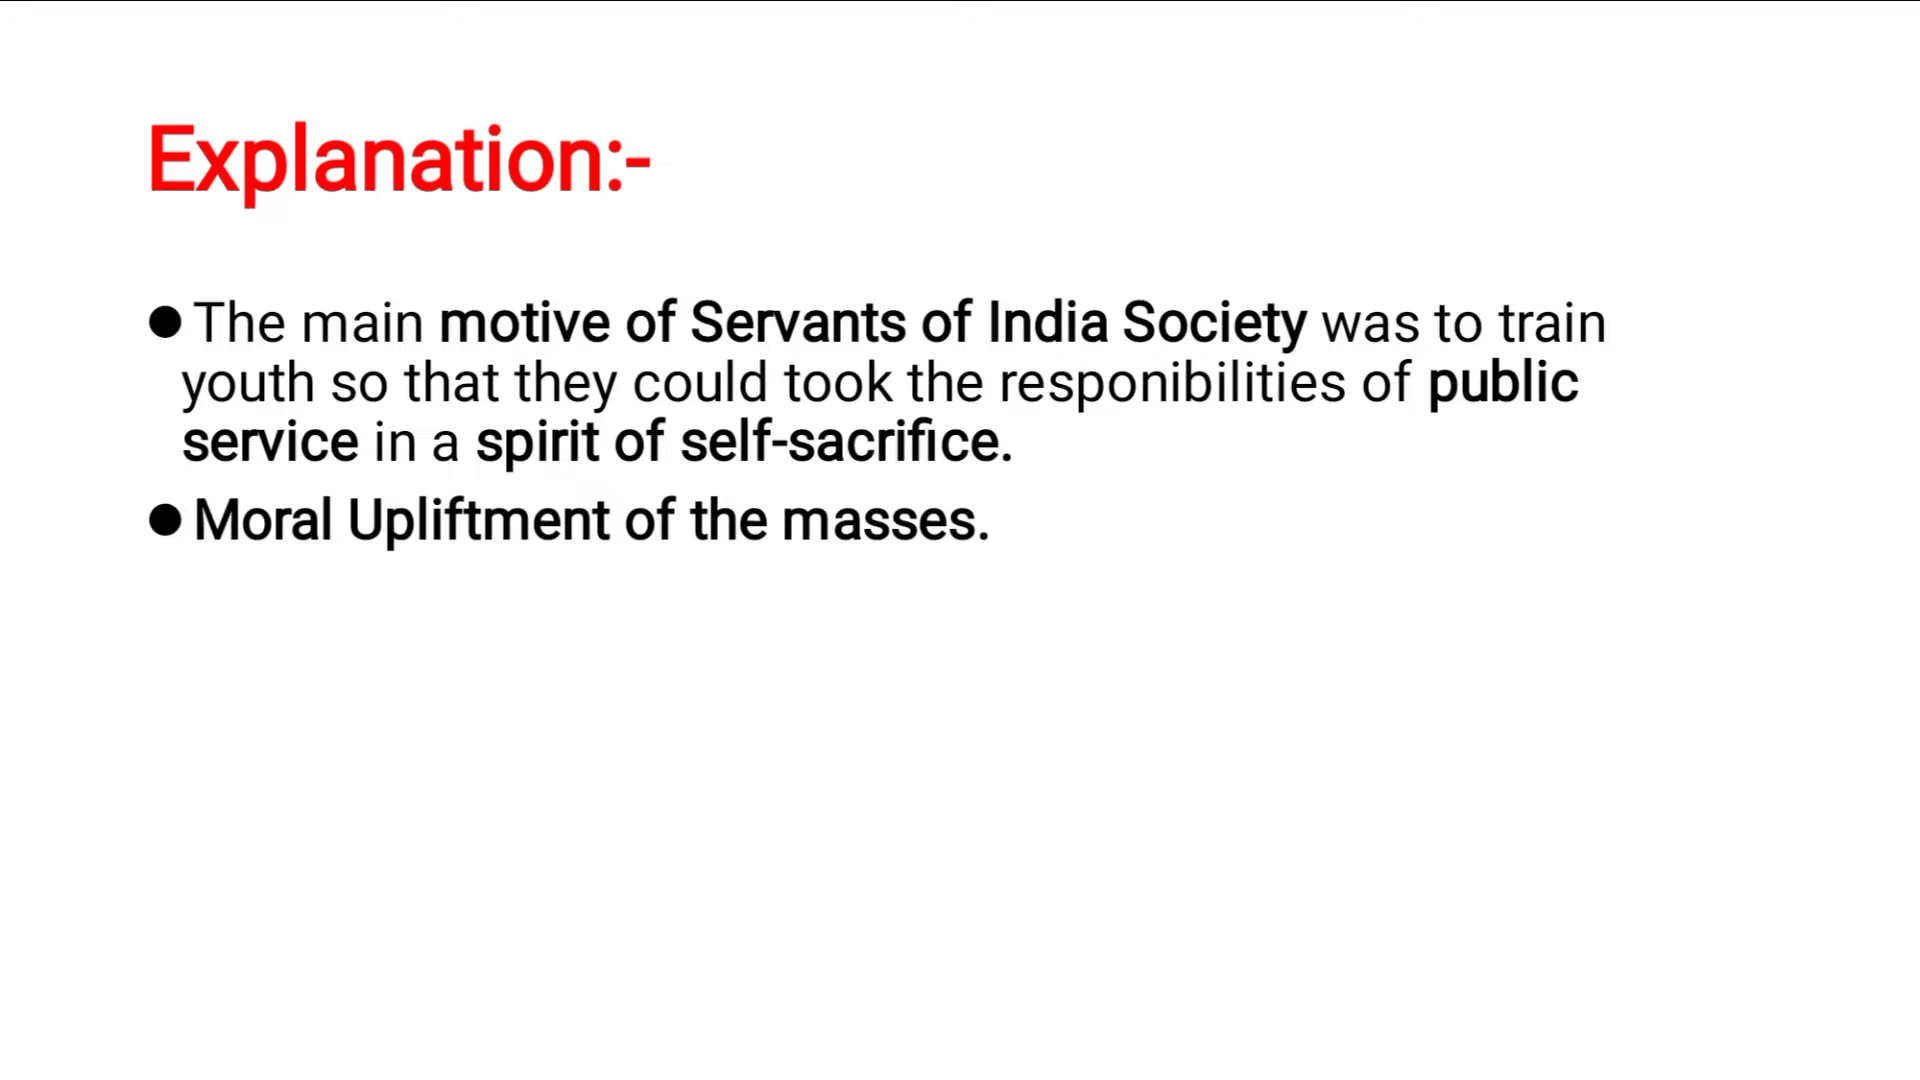 Explanation:-
● The main motive of Servants of India Society was to train
youth so that they could took the responibilities of public
service in a spirit of self-sacrifice.
● Moral Upliftment of the masses.